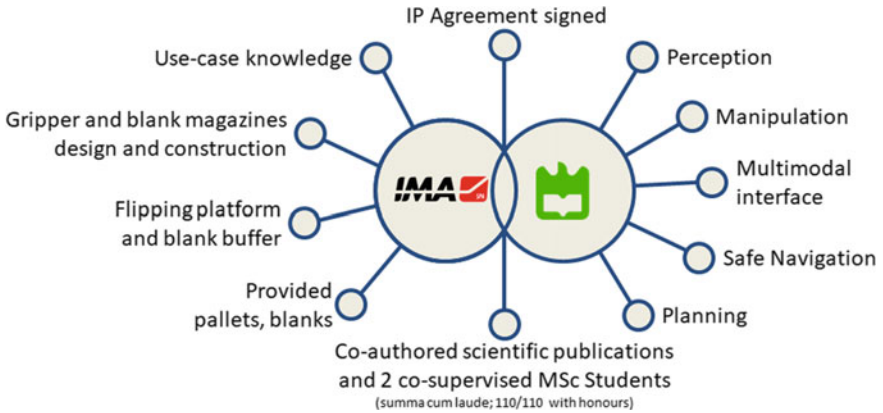 IP Agreement signed
Use-case knowledge
Perception
Gripper and blank magazines
design and construction
Manipulation
IMA
Multimodal
interface
Flipping platform
and blank buffer
Safe Navigation
Provided
pallets, blanks
Planning
Co-authored scientific publications
and 2 co-supervised MSc Students
(summa cum laude; 110/110 with honours)